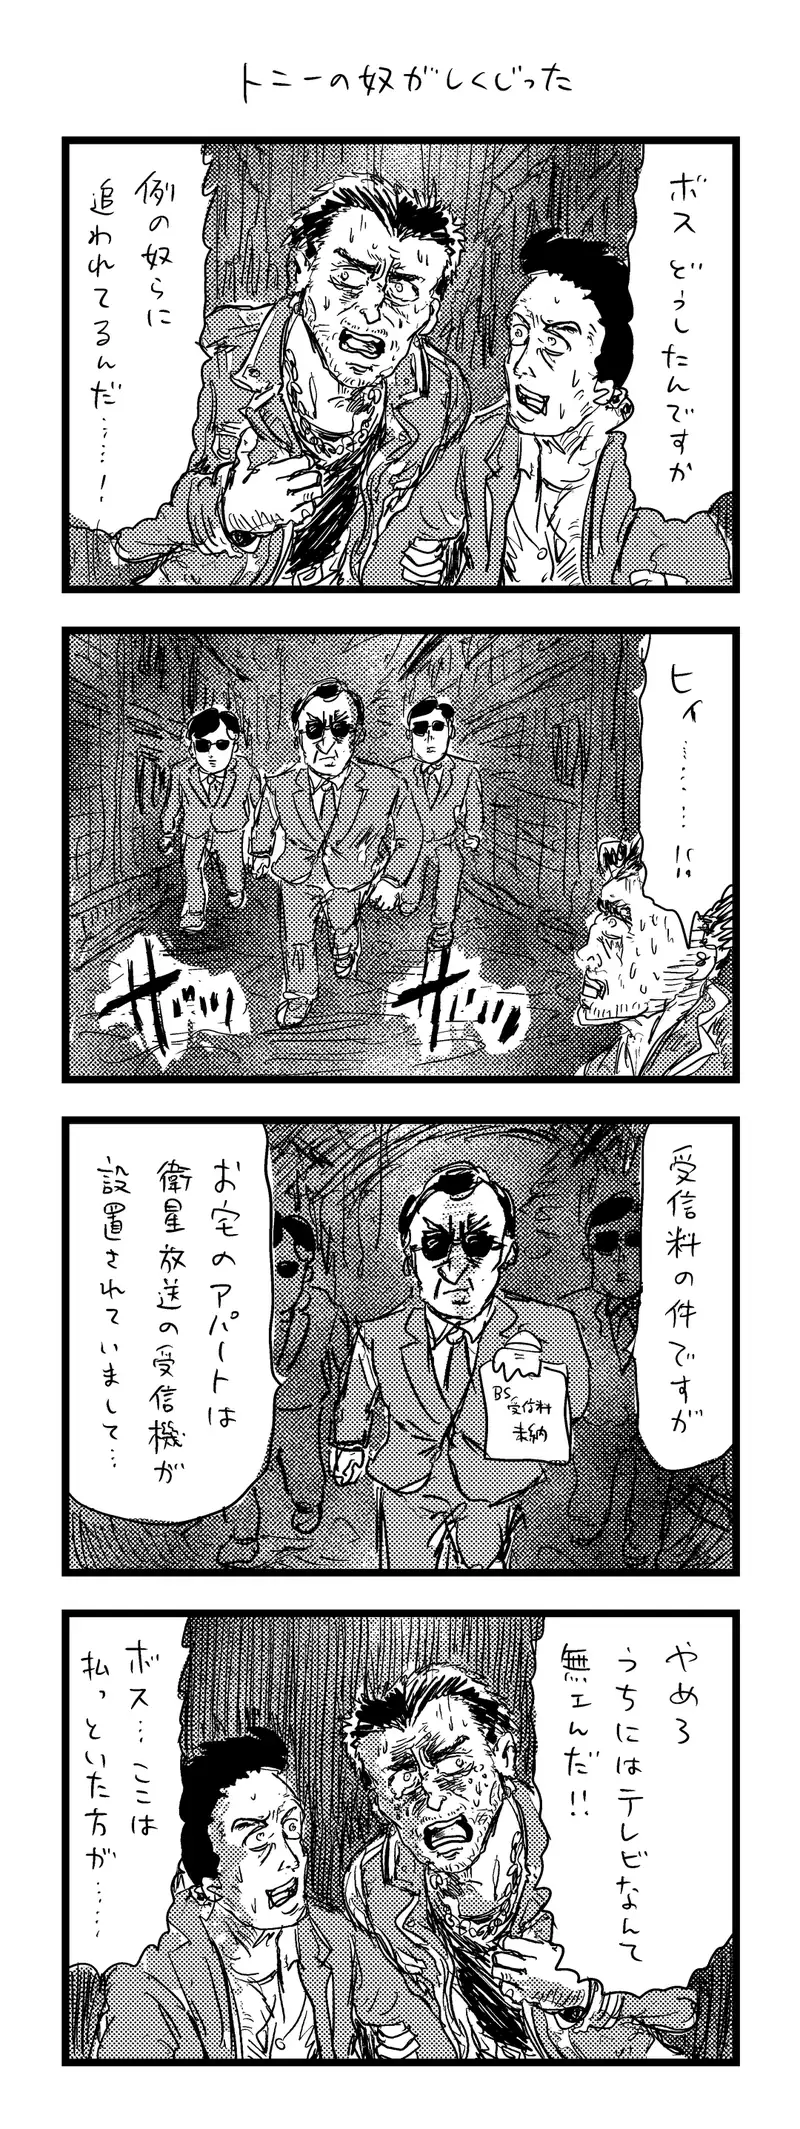 トニーの奴がしくじった
ボスどうしたんですか
例の奴らに
追われてるんだ……!
ヒィ………!!
ザッ
ザッ
受信料の件ですが
BS
受信料
未納
お宅のアパートは
衛星放送の受信機が
設置されていまして…
やめろ
うちにはテレビなんて
無エんだ!!
ボス…ここは
払っといた方が……